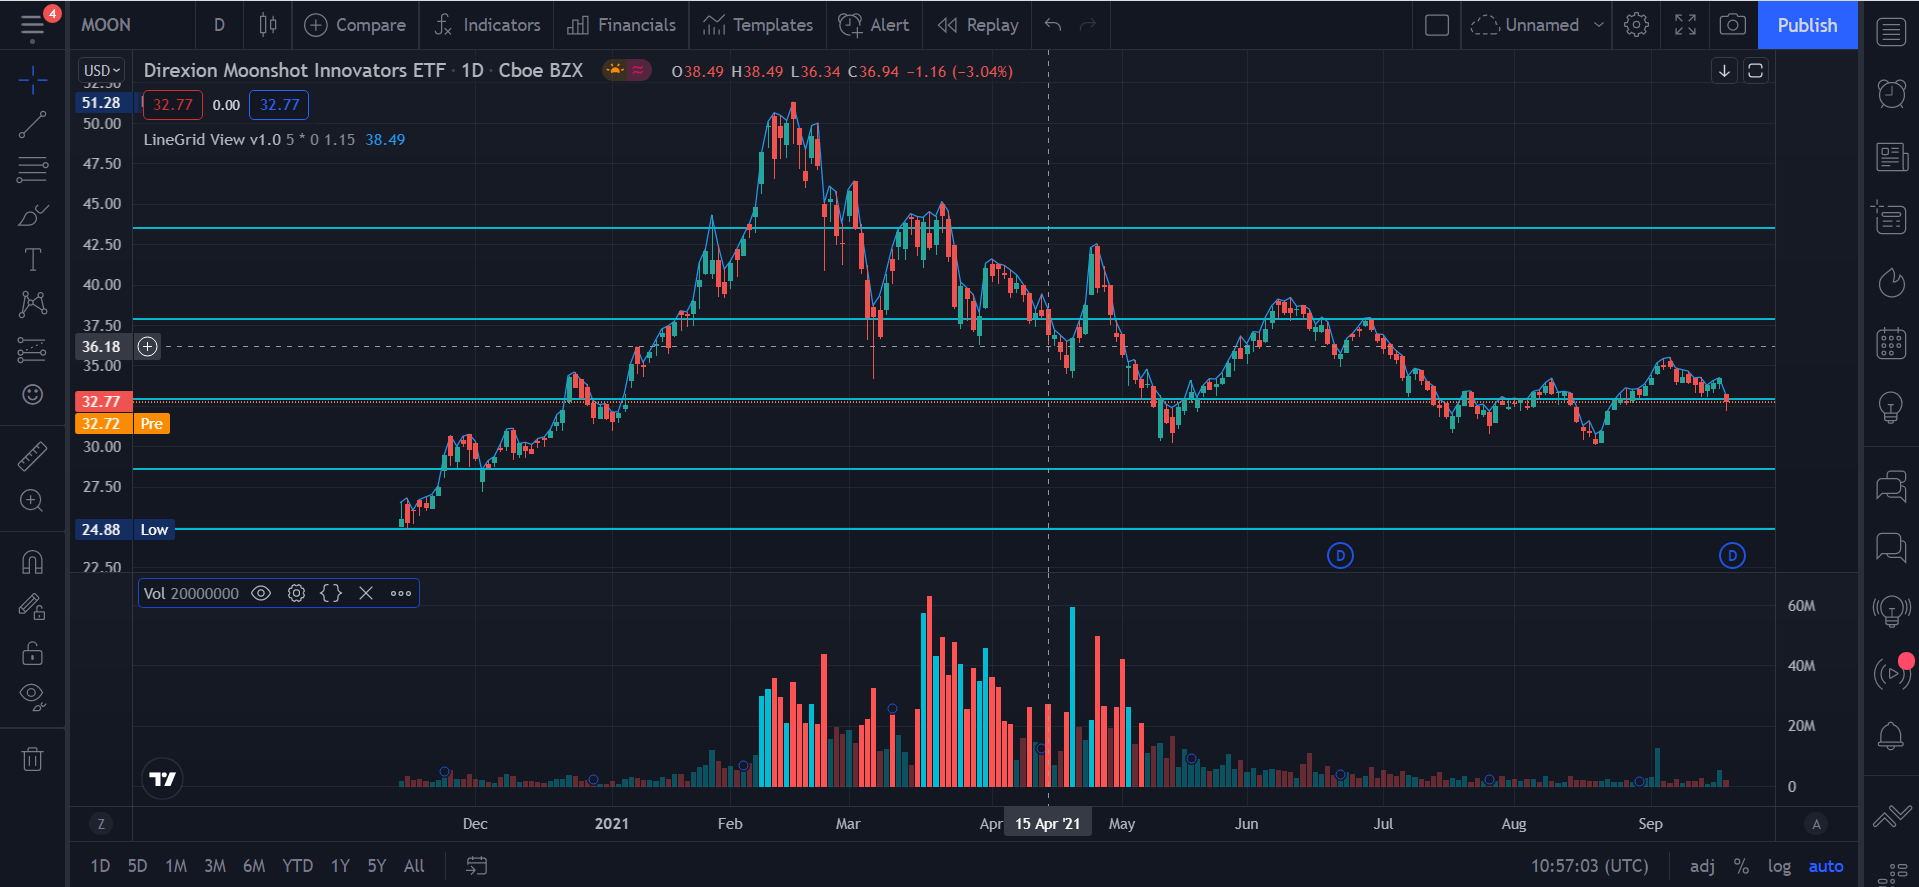 4
MOON D Compare Indicators Financials Templates Alert Replay Unnamed Publish
USD
Direxion Moonshot Innovators ETF · 1D · Cboe BZX O38.49 H38.49 L36.34 C36.94 −1.16 (−3.04%)
32.77 0.00 32.77
LineGrid View v1.0 5 * 0 1.15 38.49
52.50
51.28
50.00
47.50
45.00
42.50
40.00
37.50
36.18
35.00
32.77
32.72 Pre
30.00
27.50
24.88 Low
22.50
D D
Vol 20000000
60M
40M
20M
0
Z Dec 2021 Feb Mar Apr 15 Apr '21 May Jun Jul Aug Sep A
1D 5D 1M 3M 6M YTD 1Y 5Y All 10:57:03 (UTC) adj % log auto